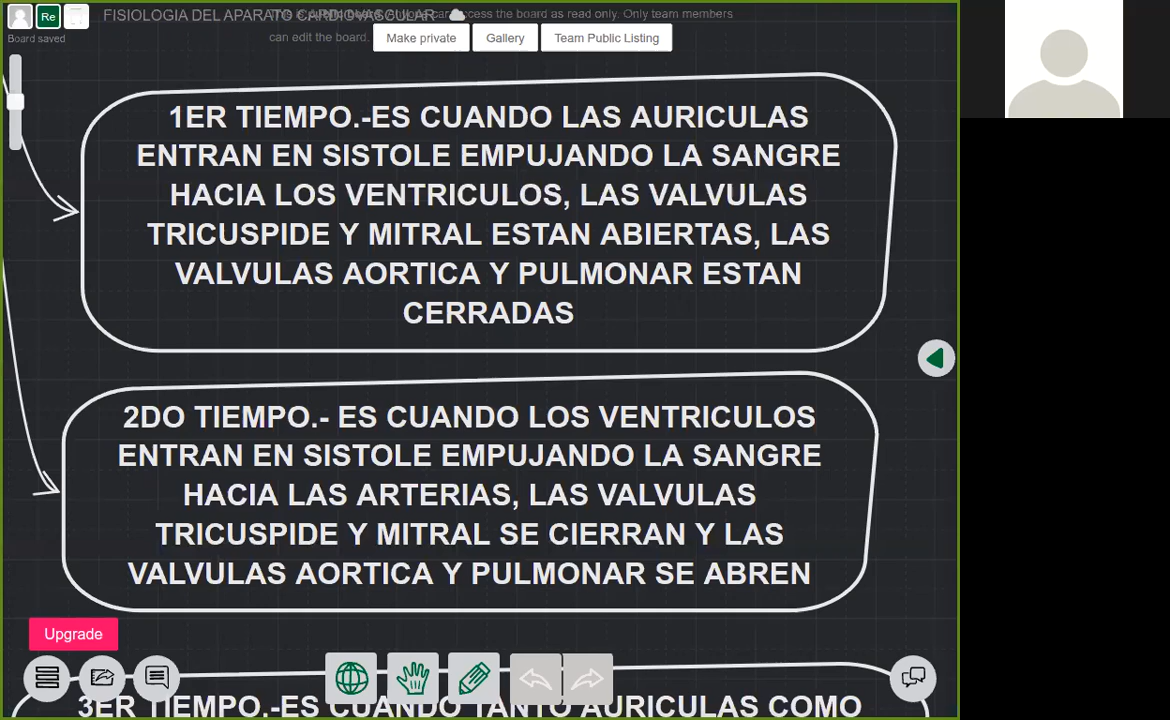 Re
FISIOLOGIA DEL APARATO CARDIOVASCULAR
access the board as read only. Only team members
Board saved
can edit the board.
Make private
Gallery
Team Public Listing
1ER TIEMPO.-ES CUANDO LAS AURICULAS
ENTRAN EN SISTOLE EMPUJANDO LA SANGRE
HACIA LOS VENTRICULOS, LAS VALVULAS
TRICUSPIDE Y MITRAL ESTAN ABIERTAS, LAS
VALVULAS AORTICA Y PULMONAR ESTAN
CERRADAS
2DO TIEMPO.- ES CUANDO LOS VENTRICULOS
ENTRAN EN SISTOLE EMPUJANDO LA SANGRE
HACIA LAS ARTERIAS, LAS VALVULAS
TRICUSPIDE Y MITRAL SE CIERRAN Y LAS
VALVULAS AORTICA Y PULMONAR SE ABREN
Upgrade
3ER TIEMPO.-ES CUANDO TANTO AURICULAS COMO